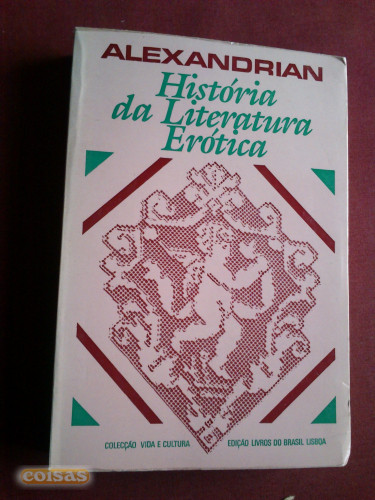 ALEXANDRIAN
História
da Literatura
Erótica
COLECÇÃO VIDA E CULTURA EDIÇÃO LIVROS DO BRASIL LISBOA
coisas